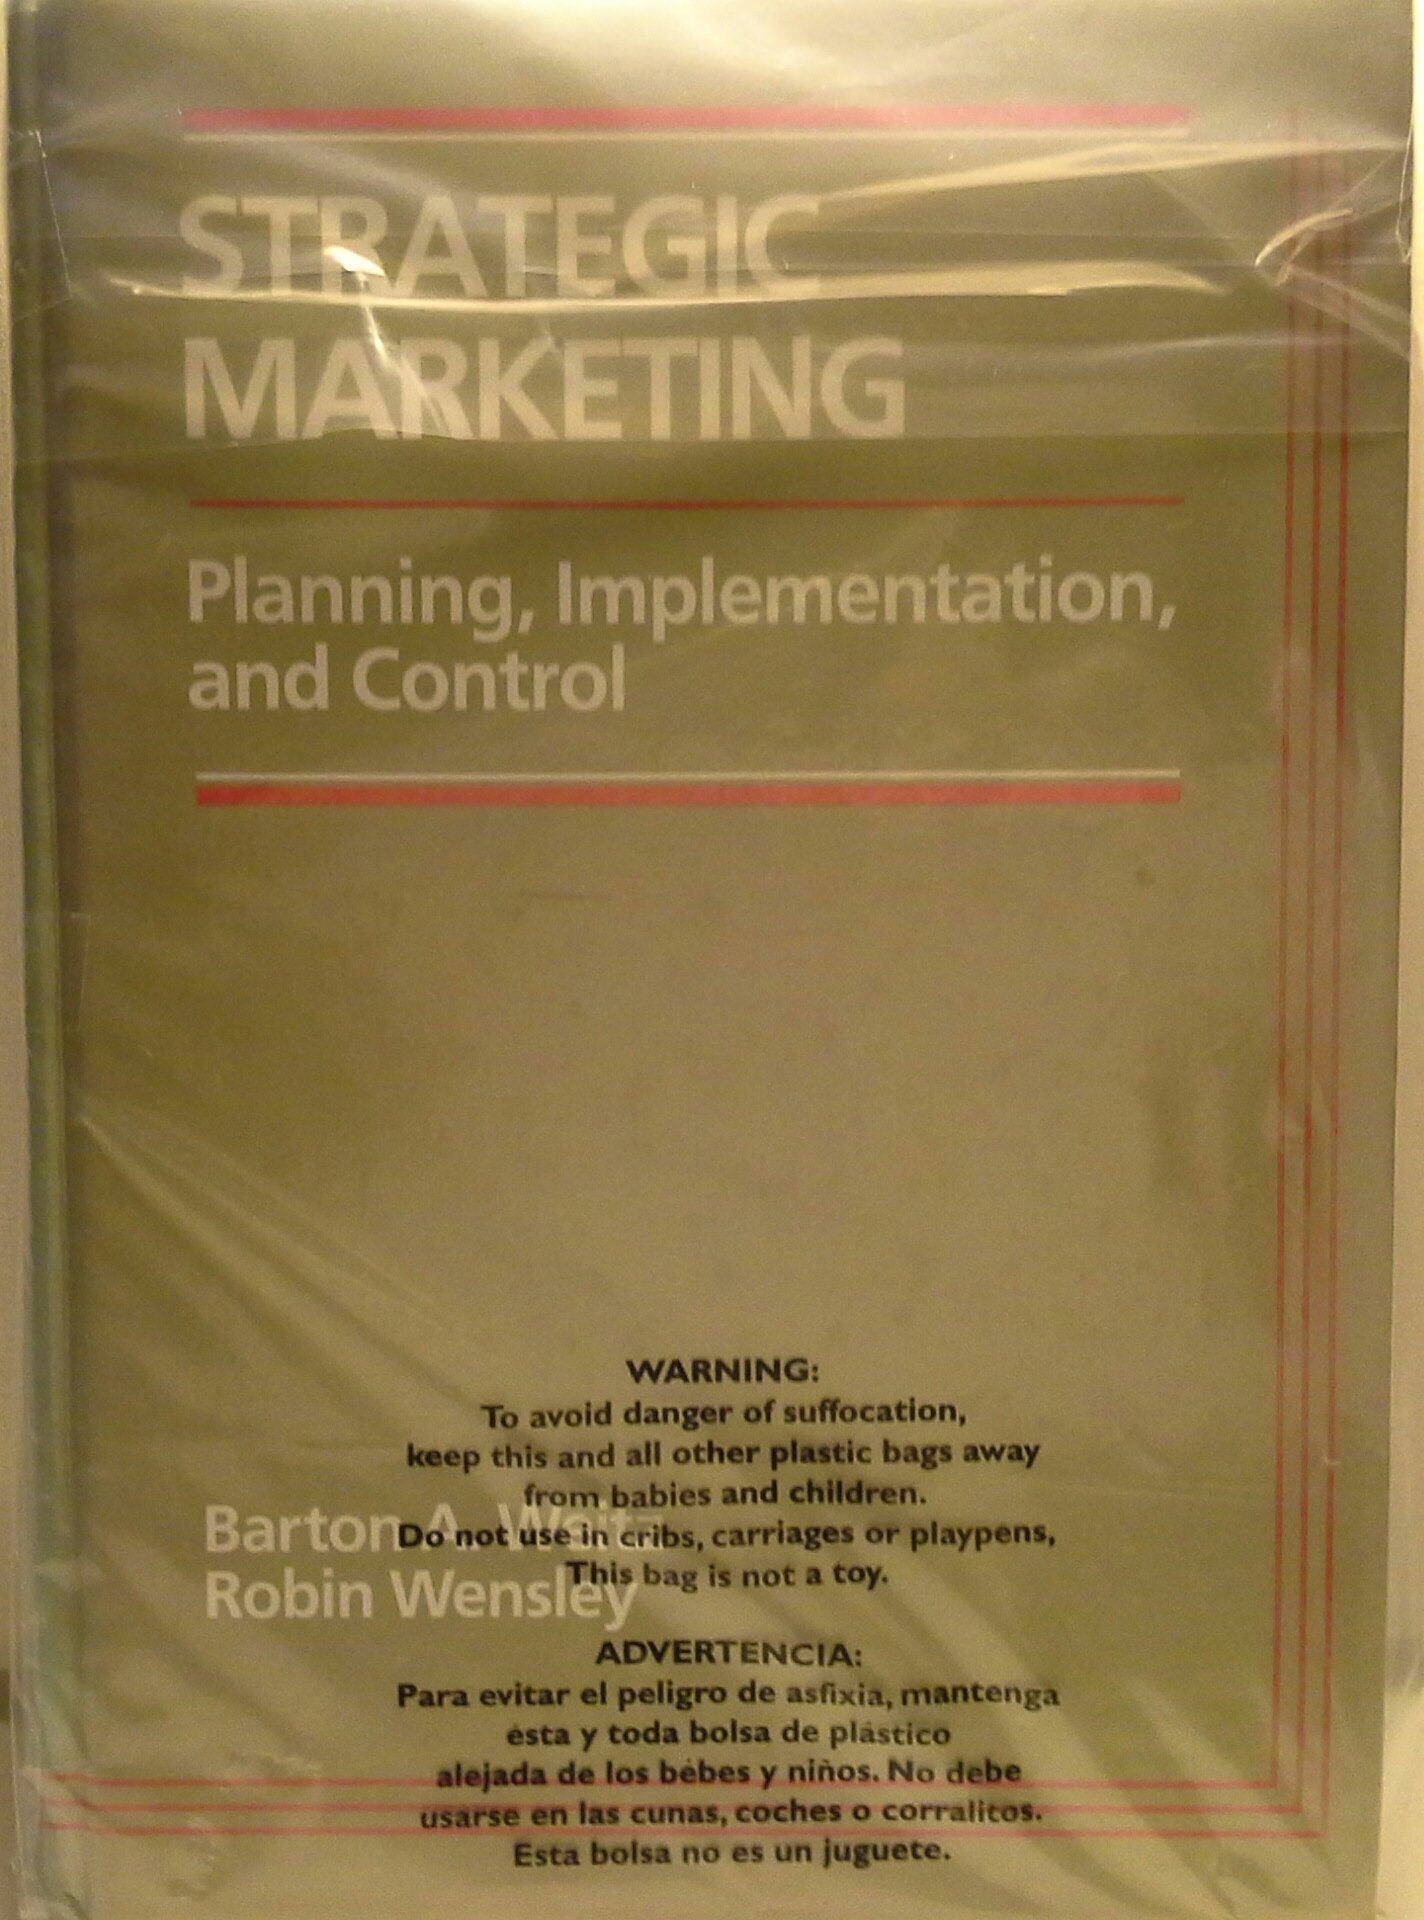 STRATEGIC
MARKETING
Planning, Implementation,
and Control
WARNING:
To avoid danger of suffocation,
keep this and all other plastic bags away
from babies and children.
Do not use in cribs, carriages or playpens,
This bag is not a toy.
Barton A. Weitz
Robin Wensley
ADVERTENCIA:
Para evitar el peligro de asfixia, mantenga
ésta y toda bolsa de plástico
alejada de los bébes y niños. No debe
usarse en las cunas, coches o corralitos.
Esta bolsa no es un juguete.